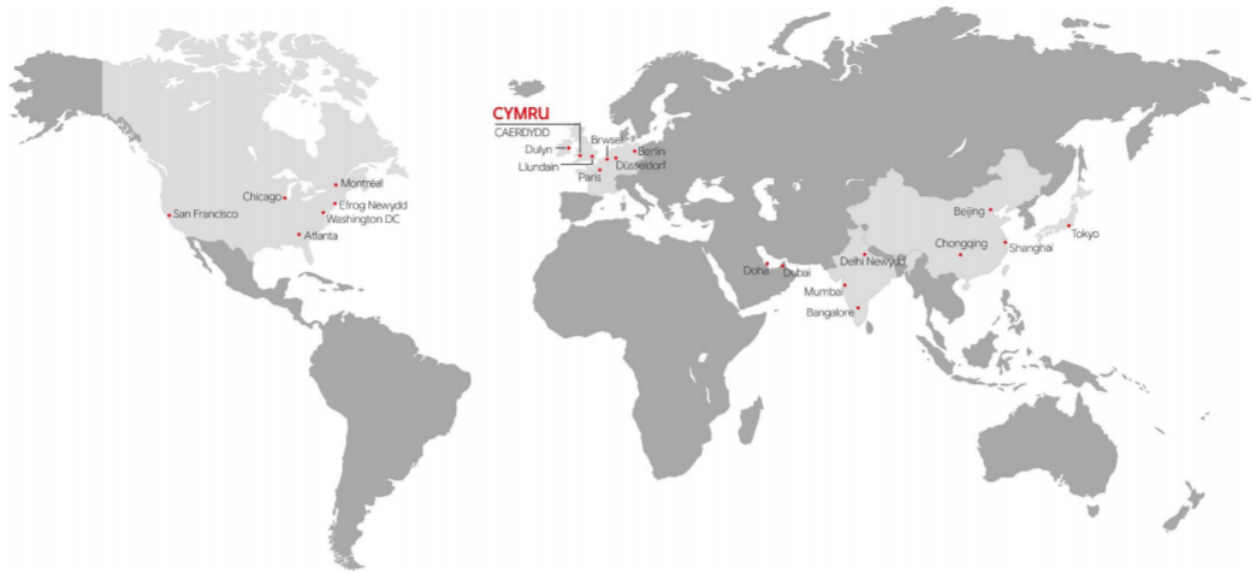 CYMRU
CAERDYDD
Brwsel
Dulyn
Berlin
Llundain
Düsseldorf
Paris
Montréal
Chicago
Efrog Newydd
San Francisco
Washington DC
Atlanta
Beijing
Tokyo
Chongqing
Shanghai
Delhi Newydd
Doha
Dubai
Mumbai
Bangalore